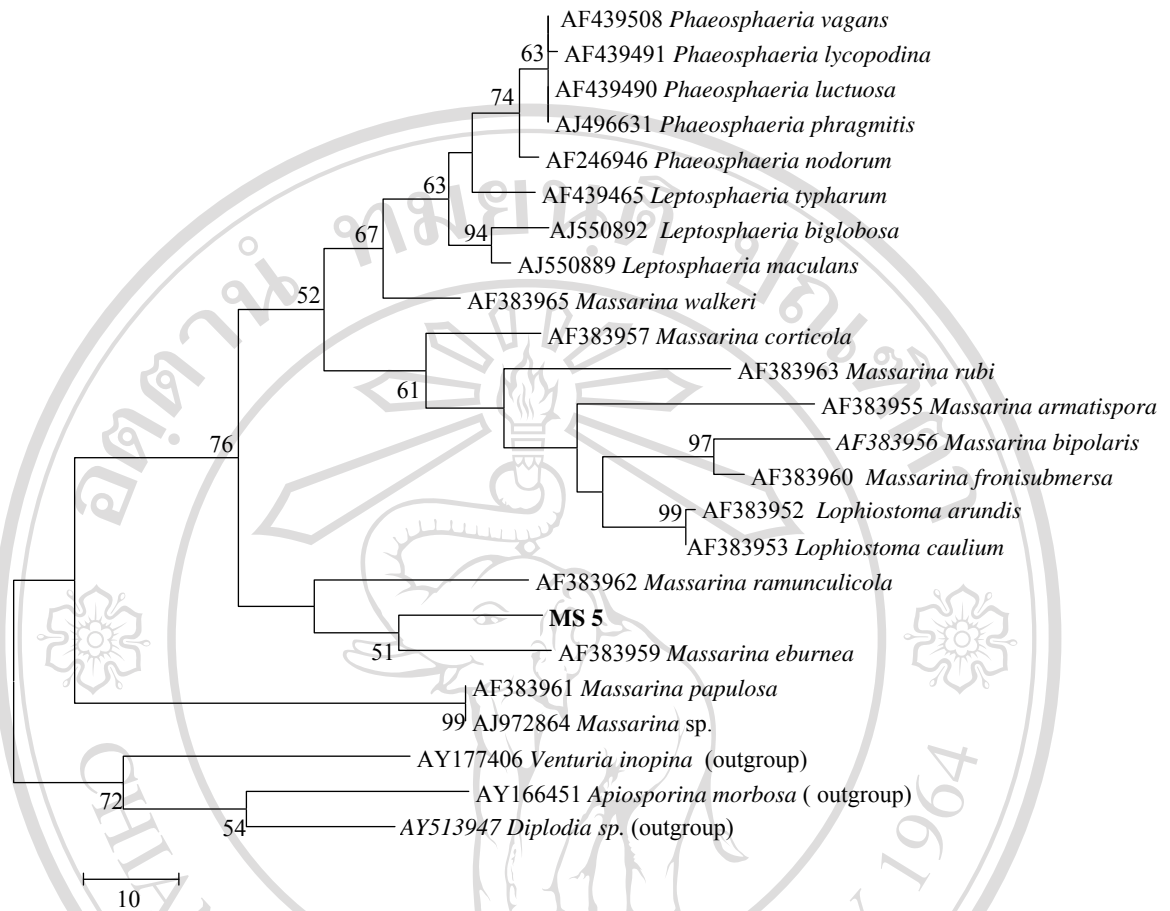 AF439508 Phaeosphaeria vagans
63
AF439491 Phaeosphaeria lycopodina
AF439490 Phaeosphaeria luctuosa
74
AJ496631 Phaeosphaeria phragmitis
AF246946 Phaeosphaeria nodorum
63
AF439465 Leptosphaeria typharum
67
94
AJ550892 Leptosphaeria biglobosa
AJ550889 Leptosphaeria maculans
52
AF383965 Massarina walkeri
AF383957 Massarina corticola
61
AF383963 Massarina rubi
AF383955 Massarina armatispora
76
97
AF383956 Massarina bipolaris
AF383960 Massarina fronisubmersa
99
AF383952 Lophiostoma arundis
AF383953 Lophiostoma caulium
AF383962 Massarina ramunculicola
MS 5
51
AF383959 Massarina eburnea
AF383961 Massarina papulosa
99
AJ972864 Massarina sp.
AY177406 Venturia inopina (outgroup)
72
AY166451 Apiosporina morbosa ( outgroup)
54
AY513947 Diplodia sp. (outgroup)
10
1964